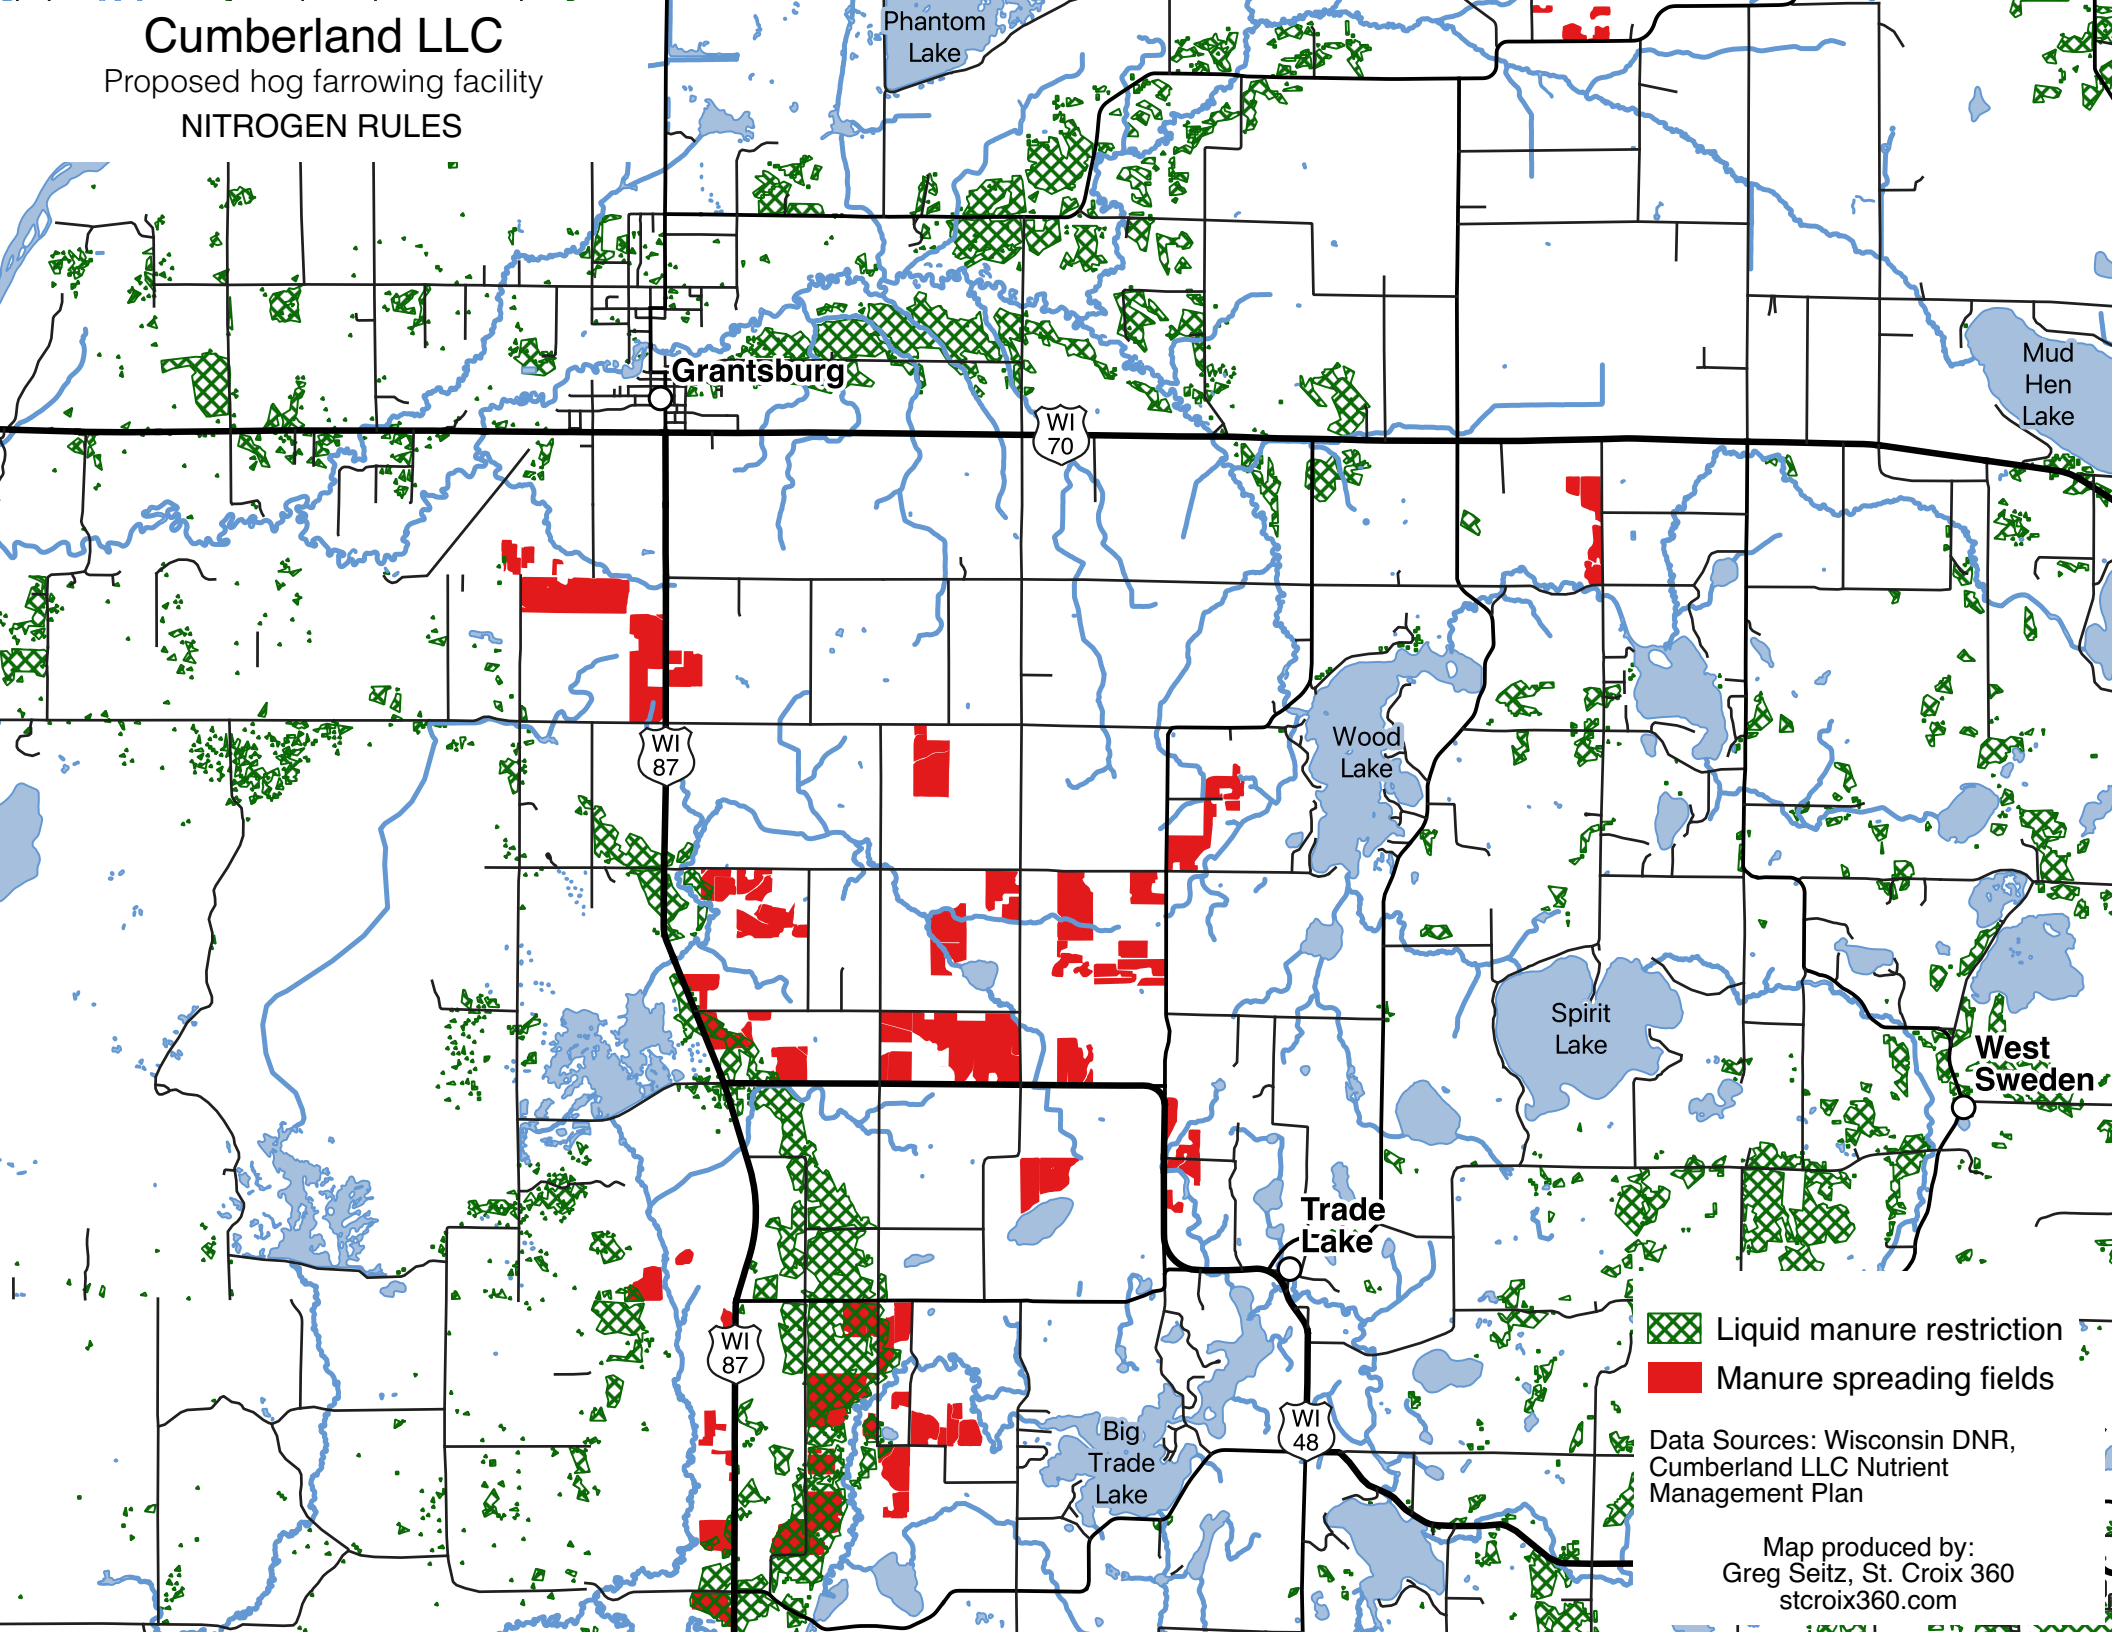 Cumberland LLC
Proposed hog farrowing facility
NITROGEN RULES
Phantom
Lake
Mud
Hen
Lake
Grantsburg
WI
70
WI
87
Wood
Lake
Spirit
Lake
West
Sweden
Trade
Lake
WI
87
Big
Trade
Lake
WI
48
Liquid manure restriction
Manure spreading fields
Data Sources: Wisconsin DNR,
Cumberland LLC Nutrient
Management Plan
Map produced by:
Greg Seitz, St. Croix 360
stcroix360.com